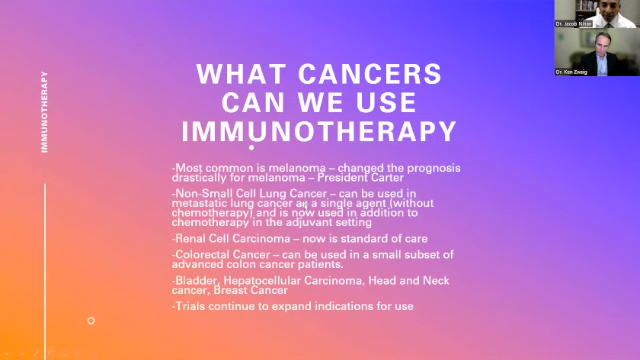 IMMUNOTHERAPY
WHAT CANCERS
CAN WE USE
IMMUNOTHERAPY
-Most common is melanoma – changed the prognosis
drastically for melanoma – President Carter
-Non-Small Cell Lung Cancer – can be used in
metastatic lung cancer as a single agent (without
chemotherapy) and is now used in addition to
chemotherapy in the adjuvant setting
-Renal Cell Carcinoma – now is standard of care
-Colorectal Cancer – can be used in a small subset of
advanced colon cancer patients.
-Bladder, Hepatocellular Carcinoma, Head and Neck
cancer, Breast Cancer
-Trials continue to expand indications for use
Dr. Jacob
Dr. Ken Zweig